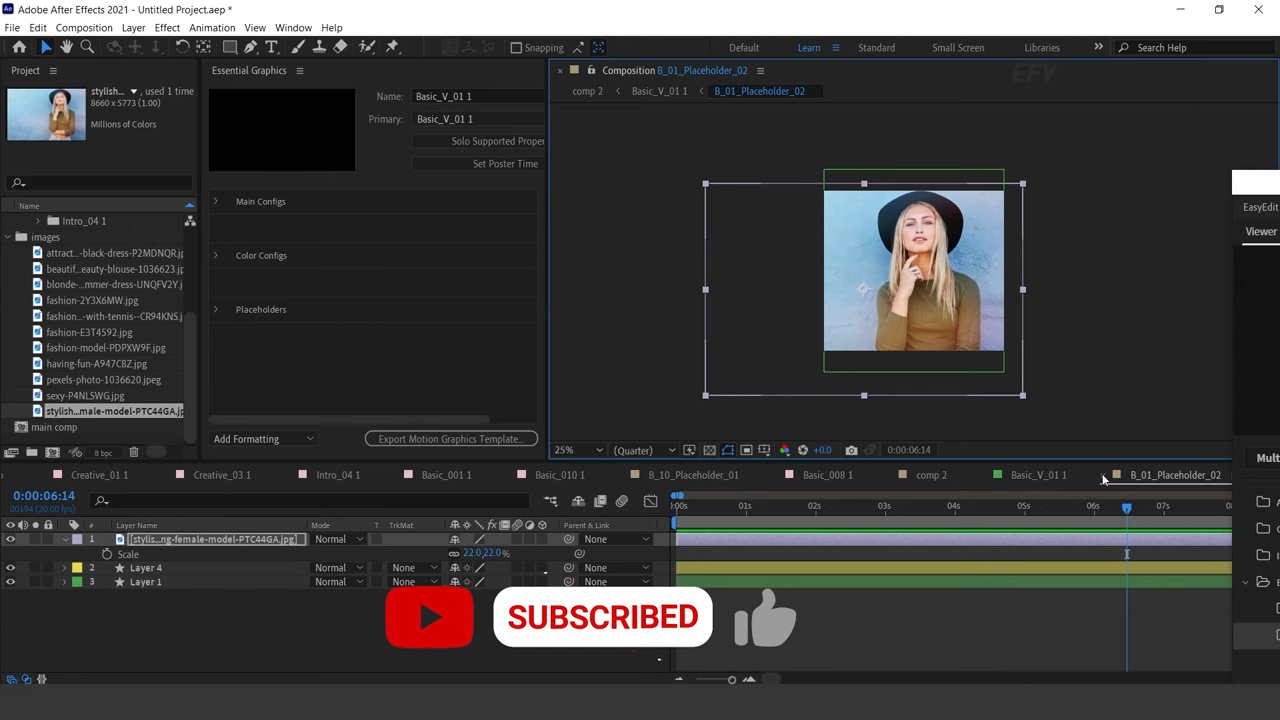 Adobe After Effects 2021 - Untitled Project.aep *
File Edit Composition Layer Effect Animation View Window Help
Snapping Default Learn Standard Small Screen Libraries Search Help
Project Essential Graphics Composition B_01_Placeholder_02 EFY
stylish... , used 1 time
8660 x 5773 (1.00)
Millions of Colors
comp 2 Basic_V_01 1 B_01_Placeholder_02
Name: Basic_V_01 1
Primary: Basic_V_01 1
Solo Supported Proper
Set Poster Time
Name
Intro_04 1
images
attract...-black-dress-P2MDNQR.jp
beautif...eauty-blouse-1036623.jp
blonde-...mmer-dress-UNQFV2Y.j
fashion-2Y3X6MW.jpg
fashion...-with-tennis--CR94KNS.
fashion-E3T4592.jpg
fashion-model-PDPXW9F.jpg
having-fun-A947C8Z.jpg
pexels-photo-1036620.jpeg
sexy-P4NLSWG.jpg
stylish...male-model-PTC44GA.jp
main comp
8 bpc
Main Configs
Color Configs
Placeholders
Add Formatting Export Motion Graphics Template...
25% (Quarter) +0.0 0:00:06:14
EasyEdit
Viewer
Mult
Creative_01 1 Creative_03 1 Intro_04 1 Basic_001 1 Basic_010 1 B_10_Placeholder_01 Basic_008 1 comp 2 Basic_V_01 1 B_01_Placeholder_02
0:00:06:14
00194 (30.00 fps)
:00s 01s 02s 03s 04s 05s 06s 07s
# Layer Name Mode T TrkMat Parent & Link
1 [stylis...ng-female-model-PTC44GA.jpg] Normal None
Scale 22.0,22.0%
2 Layer 4 Normal None None
3 Layer 1 Normal None None
SUBSCRIBED